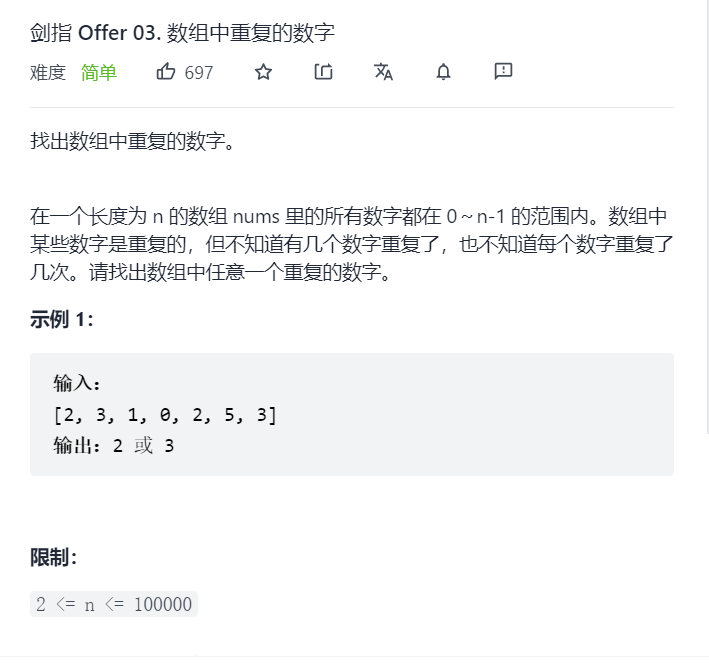 剑指 Offer 03. 数组中重复的数字
难度 简单 697
找出数组中重复的数字。
在一个长度为 n 的数组 nums 里的所有数字都在 0～n-1 的范围内。数组中
某些数字是重复的，但不知道有几个数字重复了，也不知道每个数字重复了
几次。请找出数组中任意一个重复的数字。
示例 1：
输入：
[2, 3, 1, 0, 2, 5, 3]
输出：2 或 3
限制：
2 <= n <= 100000